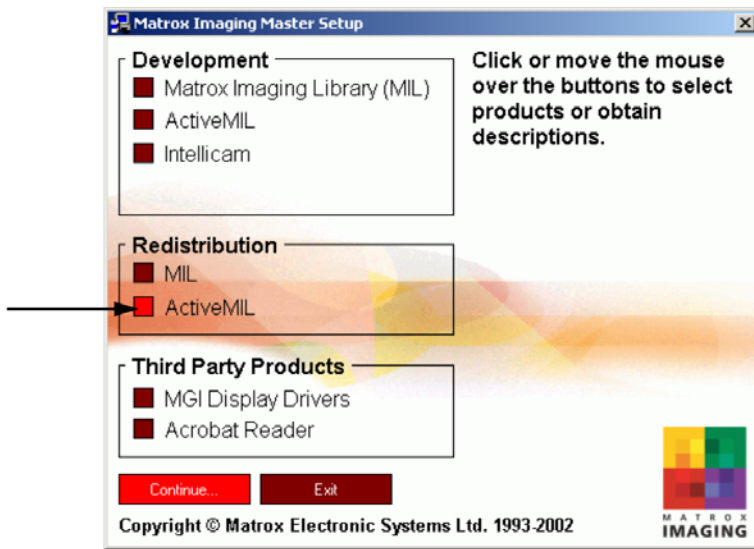 Matrox Imaging Master Setup
Development
Matrox Imaging Library (MIL)
ActiveMIL
Intellicam
Click or move the mouse
over the buttons to select
products or obtain
descriptions.
Redistribution
MIL
ActiveMIL
Third Party Products
MGI Display Drivers
Acrobat Reader
Continue...
Exit
Copyright © Matrox Electronic Systems Ltd. 1993-2002
MATROX
IMAGING